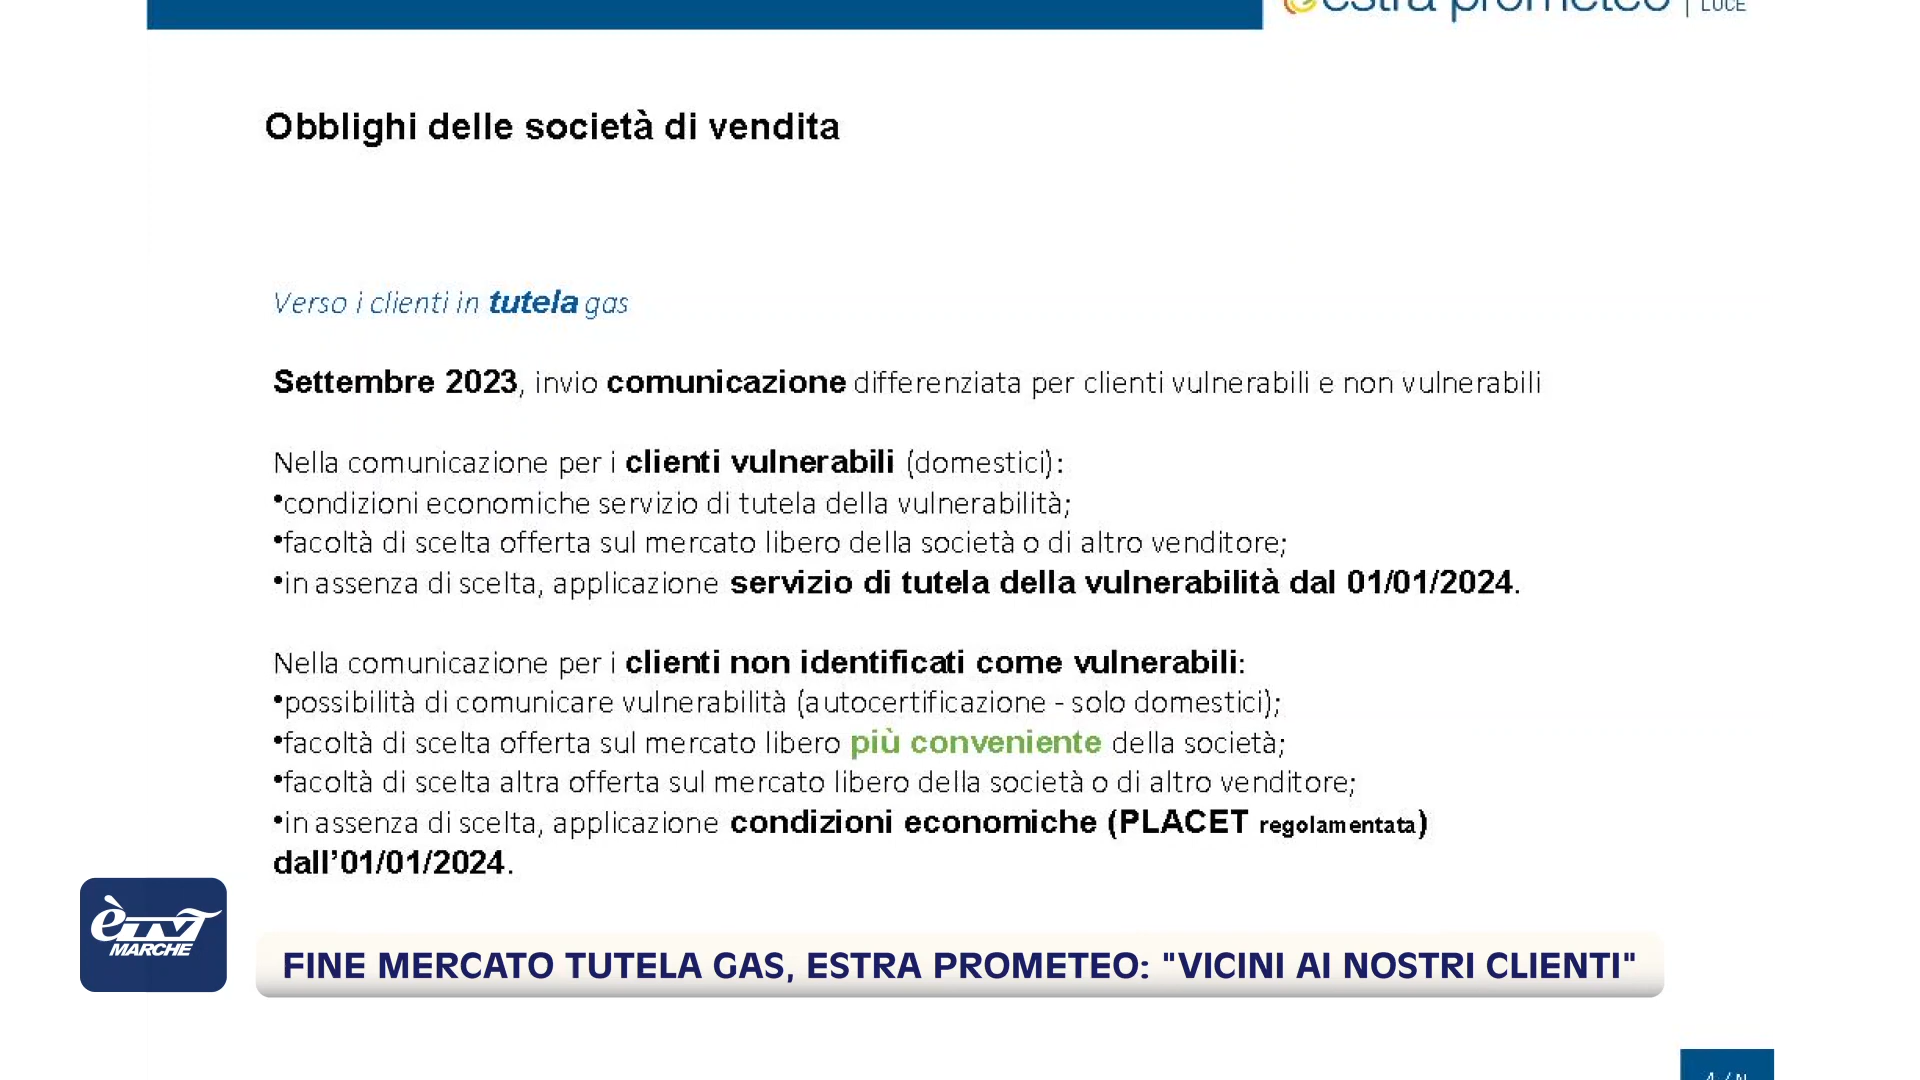 estra prometeo | LUCE
Obblighi delle società di vendita
Verso i clienti in tutela gas
Settembre 2023, invio comunicazione differenziata per clienti vulnerabili e non vulnerabili
Nella comunicazione per i clienti vulnerabili (domestici):
•condizioni economiche servizio di tutela della vulnerabilità;
•facoltà di scelta offerta sul mercato libero della società o di altro venditore;
•in assenza di scelta, applicazione servizio di tutela della vulnerabilità dal 01/01/2024.
Nella comunicazione per i clienti non identificati come vulnerabili:
•possibilità di comunicare vulnerabilità (autocertificazione - solo domestici);
•facoltà di scelta offerta sul mercato libero più conveniente della società;
•facoltà di scelta altra offerta sul mercato libero della società o di altro venditore;
•in assenza di scelta, applicazione condizioni economiche (PLACET regolamentata)
dall’01/01/2024.
èTV
MARCHE
FINE MERCATO TUTELA GAS, ESTRA PROMETEO: "VICINI AI NOSTRI CLIENTI"